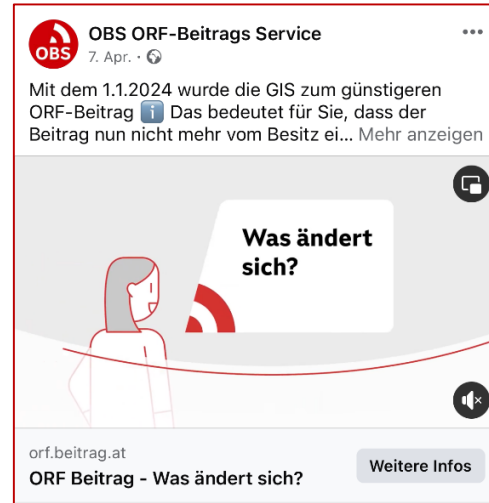 OBS ORF-Beitrags Service
7. Apr. ·
OBS
Mit dem 1.1.2024 wurde die GIS zum günstigeren
ORF-Beitrag ℹ️ Das bedeutet für Sie, dass der
Beitrag nun nicht mehr vom Besitz ei... Mehr anzeigen
Was ändert
sich?
orf.beitrag.at
ORF Beitrag - Was ändert sich?
Weitere Infos